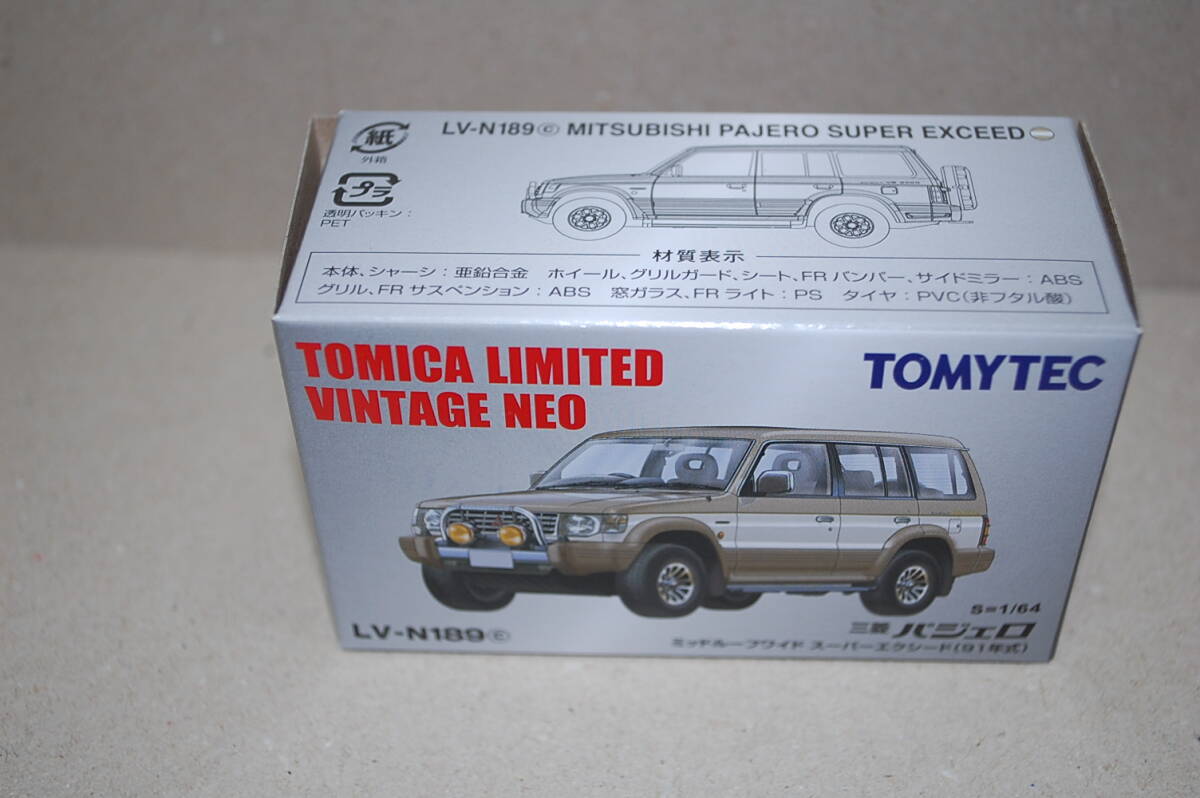 LV-N189ⓒ MITSUBISHI PAJERO SUPER EXCEED
紙
外箱
プラ
透明パッキン:
PET
材質表示
本体、シャーシ:亜鉛合金 ホイール、グリルガード、シート、FRバンパー、サイドミラー:ABS
グリル、FRサスペンション:ABS 窓ガラス、FRライト:PS タイヤ:PVC(非フタル酸)
TOMICA LIMITED
VINTAGE NEO
TOMYTEC
S=1/64
LV-N189ⓒ
三菱 パジェロ
ミッドルーフワイド スーパーエクシード(91年式)